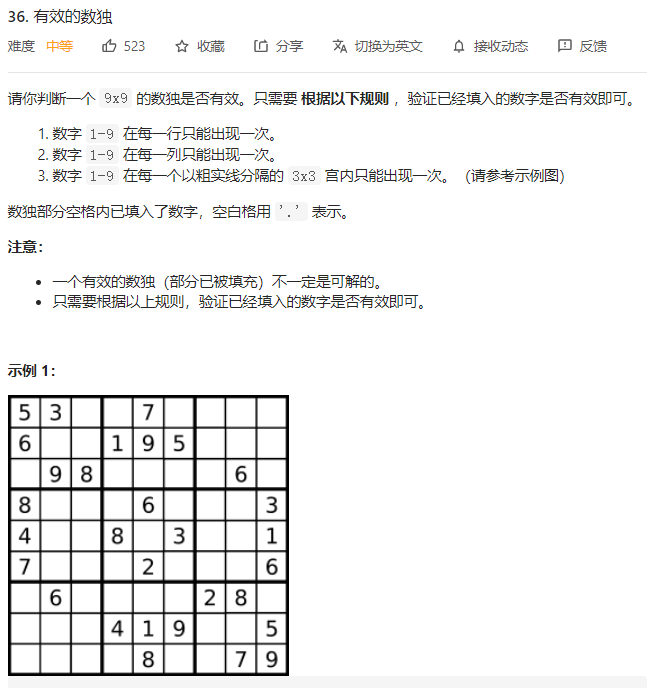 36. 有效的数独
难度 中等 523 收藏 分享 切换为英文 接收动态 反馈
请你判断一个 9x9 的数独是否有效。只需要 根据以下规则 ，验证已经填入的数字是否有效即可。
1. 数字 1-9 在每一行只能出现一次。
2. 数字 1-9 在每一列只能出现一次。
3. 数字 1-9 在每一个以粗实线分隔的 3x3 宫内只能出现一次。（请参考示例图）
数独部分空格内已填入了数字，空白格用 '.' 表示。
注意：
一个有效的数独（部分已被填充）不一定是可解的。
只需要根据以上规则，验证已经填入的数字是否有效即可。
示例 1：
5 3 7
6 1 9 5
9 8 6
8 6 3
4 8 3 1
7 2 6
6 2 8
4 1 9 5
8 7 9